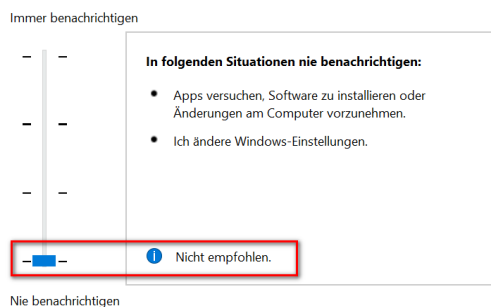 Immer benachrichtigen
In folgenden Situationen nie benachrichtigen:
Apps versuchen, Software zu installieren oder
Änderungen am Computer vorzunehmen.
Ich ändere Windows-Einstellungen.
Nicht empfohlen.
Nie benachrichtigen